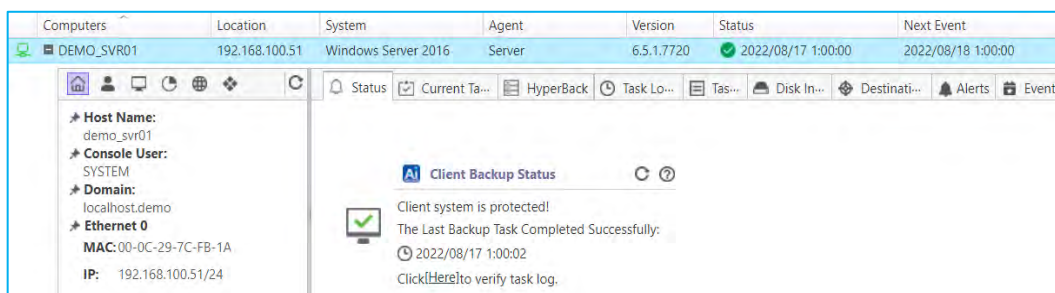 Computers Location System Agent Version Status Next Event
DEMO_SVR01 192.168.100.51 Windows Server 2016 Server 6.5.1.7720 2022/08/17 1:00:00 2022/08/18 1:00:00
Status Current Ta... HyperBack Task Lo... Tas... Disk In... Destinati... Alerts Event
Host Name:
demo_svr01
Console User:
SYSTEM
Domain:
localhost.demo
Ethernet 0
MAC: 00-0C-29-7C-FB-1A
IP: 192.168.100.51/24
Ai Client Backup Status
Client system is protected!
The Last Backup Task Completed Successfully:
2022/08/17 1:00:02
Click[Here]to verify task log.